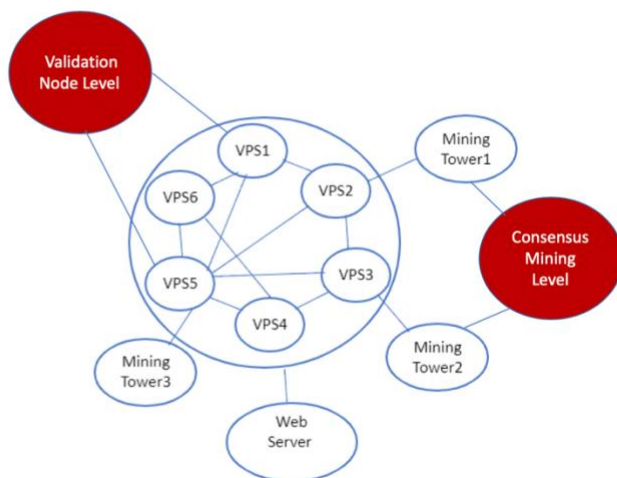 Validation
Node Level
VPS1
VPS2
VPS3
VPS4
VPS5
VPS6
Mining
Tower1
Consensus
Mining
Level
Mining
Tower2
Mining
Tower3
Web
Server